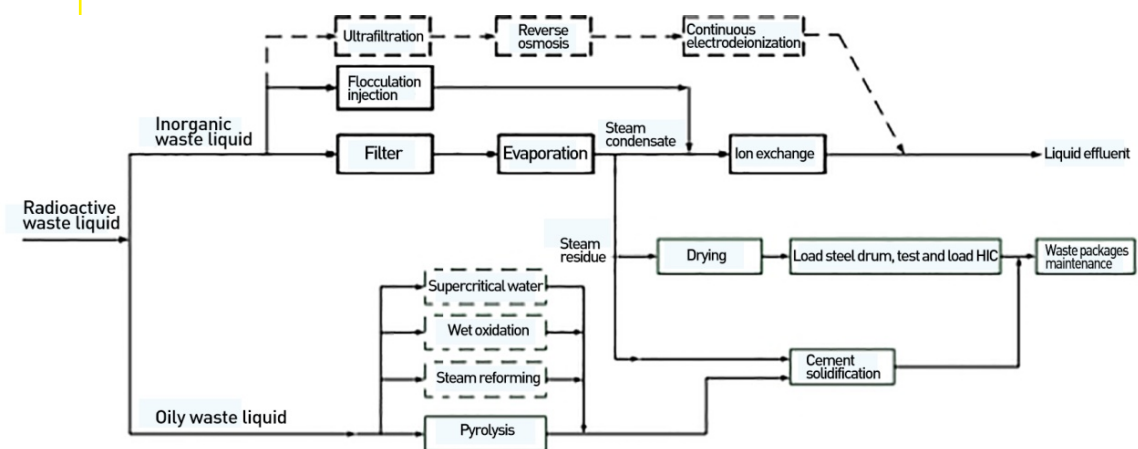 Ultrafiltration
Reverse
osmosis
Continuous
electrodeionization
Flocculation
injection
Inorganic
waste liquid
Filter
Evaporation
Steam
condensate
Ion exchange
Liquid effluent
Radioactive
waste liquid
Steam
residue
Drying
Load steel drum, test and load HIC
Waste packages
maintenance
Supercritical water
Wet oxidation
Steam reforming
Cement
solidification
Oily waste liquid
Pyrolysis